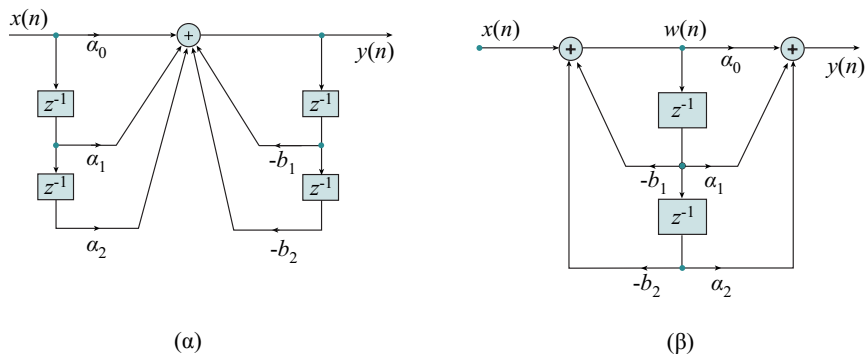 x(n)
α₀
+
y(n)
z⁻¹
z⁻¹
α₁
-b₁
z⁻¹
z⁻¹
α₂
-b₂
(α)
x(n)
+
w(n)
α₀
+
y(n)
z⁻¹
-b₁
α₁
z⁻¹
-b₂
α₂
(β)